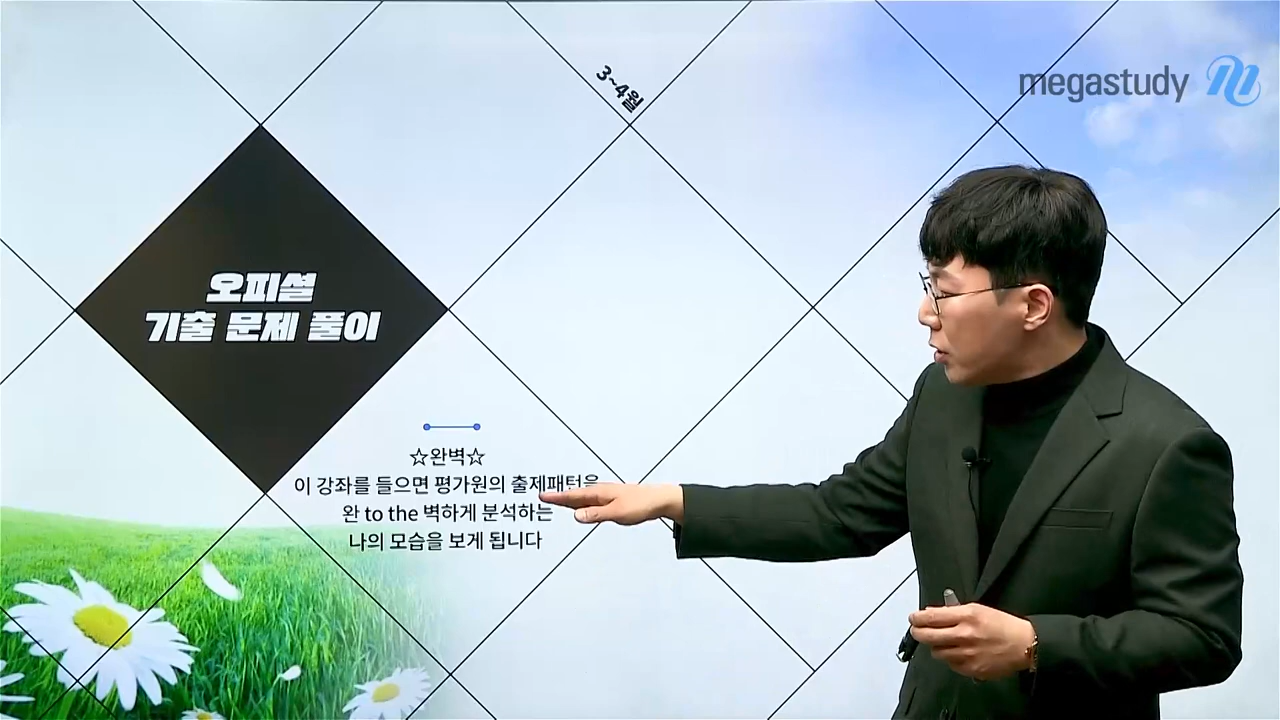 3~4월
megastudy
오피셜
기출 문제 풀이
☆완벽☆
이 강좌를 들으면 평가원의 출제패턴을
완 to the 벽하게 분석하는
나의 모습을 보게 됩니다